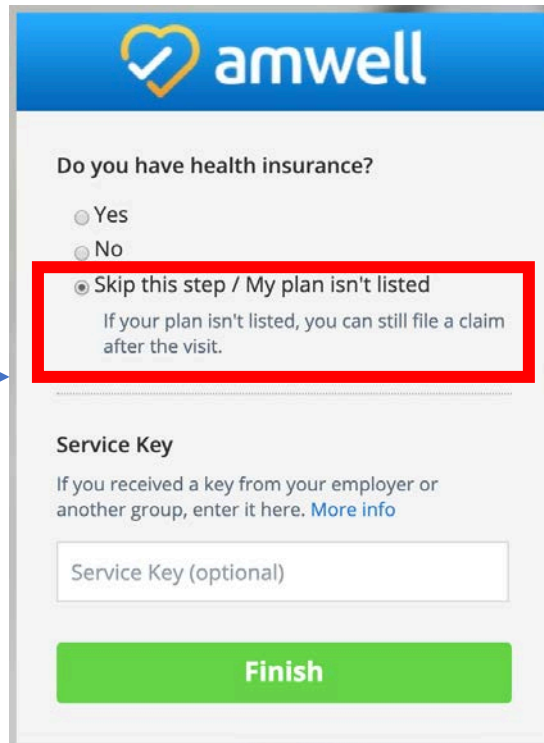 amwell
Do you have health insurance?
Yes
No
Skip this step / My plan isn't listed
If your plan isn't listed, you can still file a claim
after the visit.
Service Key
If you received a key from your employer or
another group, enter it here. More info
Service Key (optional)
Finish